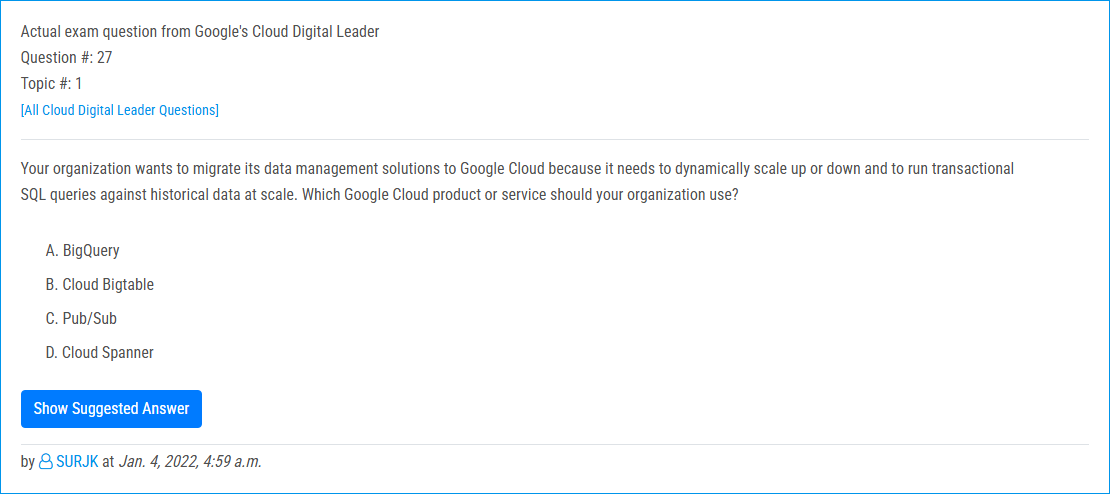 Actual exam question from Google's Cloud Digital Leader
Question #: 27
Topic #: 1
[All Cloud Digital Leader Questions]
Your organization wants to migrate its data management solutions to Google Cloud because it needs to dynamically scale up or down and to run transactional
SQL queries against historical data at scale. Which Google Cloud product or service should your organization use?
A. BigQuery
B. Cloud Bigtable
C. Pub/Sub
D. Cloud Spanner
Show Suggested Answer
by SURJK at Jan. 4, 2022, 4:59 a.m.